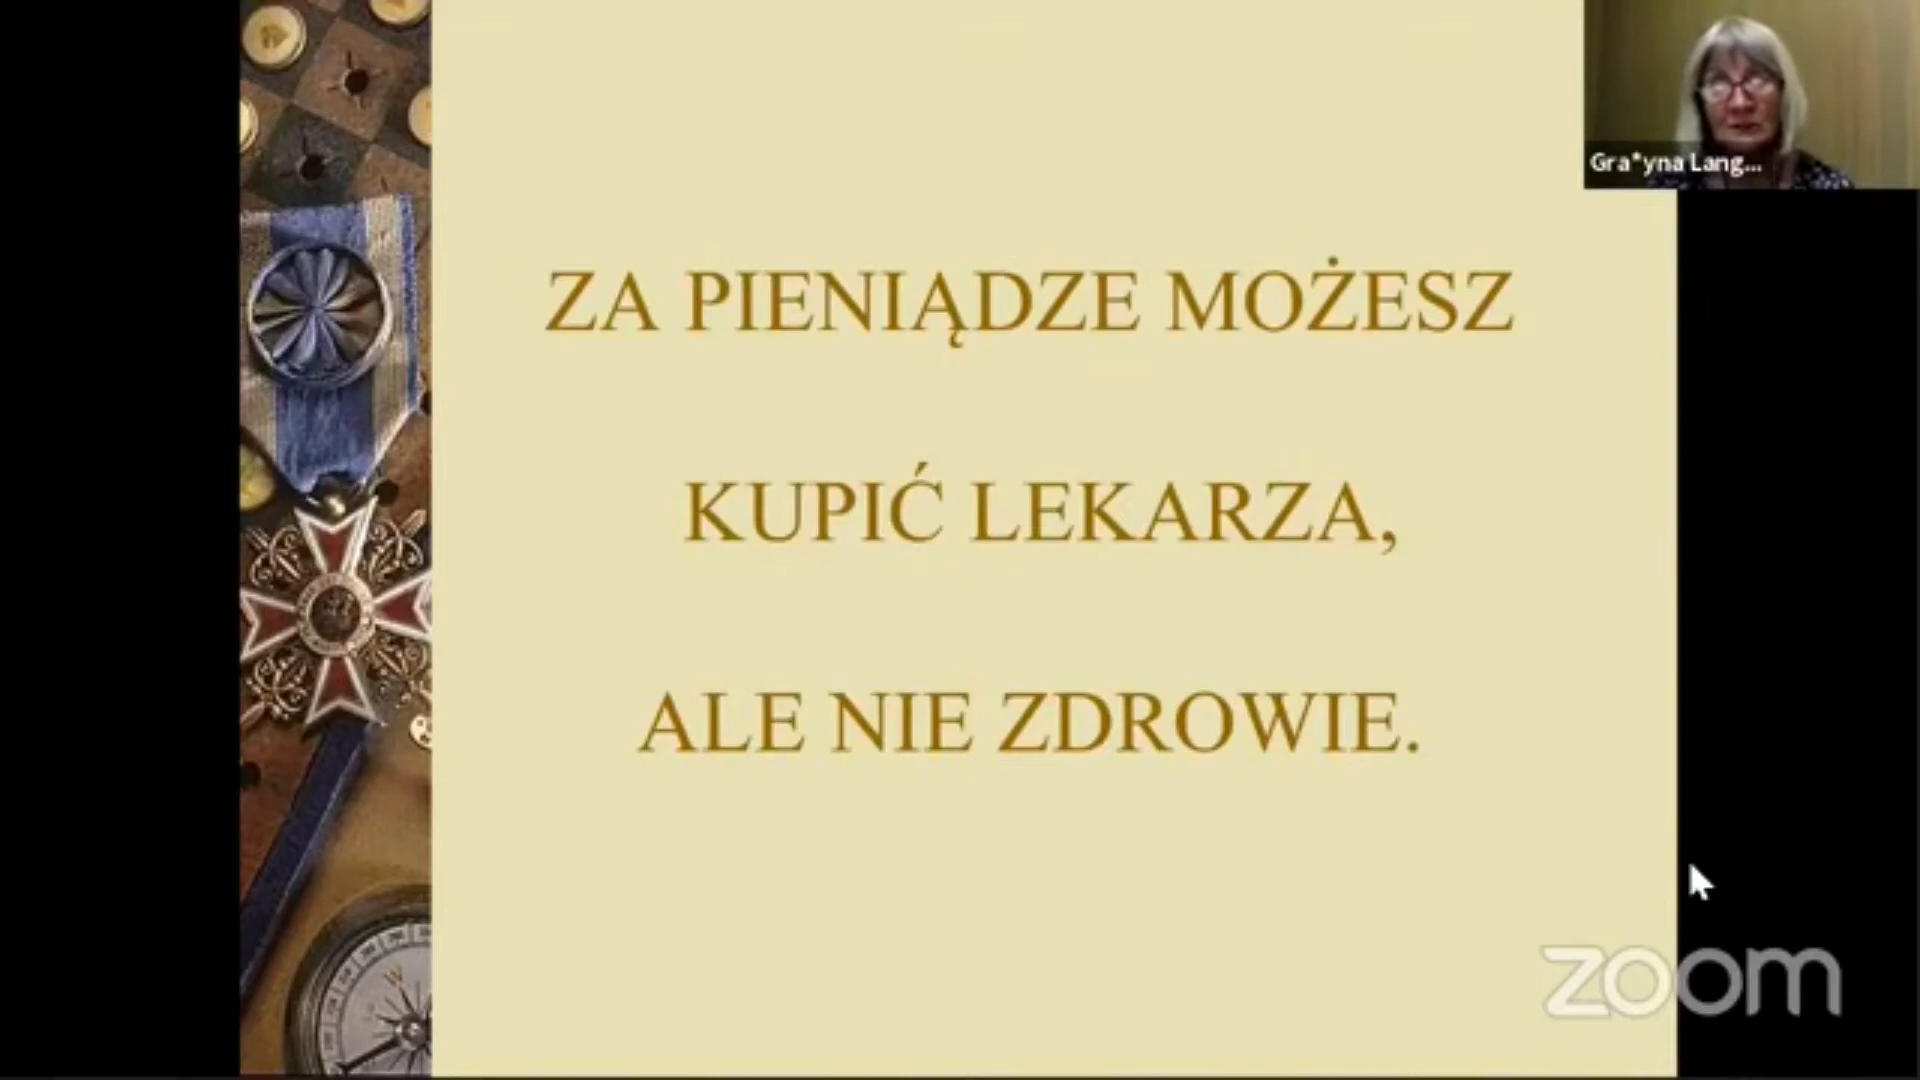 Gra*yna Lang...
ZA PIENIĄDZE MOŻESZ
KUPIĆ LEKARZA,
ALE NIE ZDROWIE.
zoom